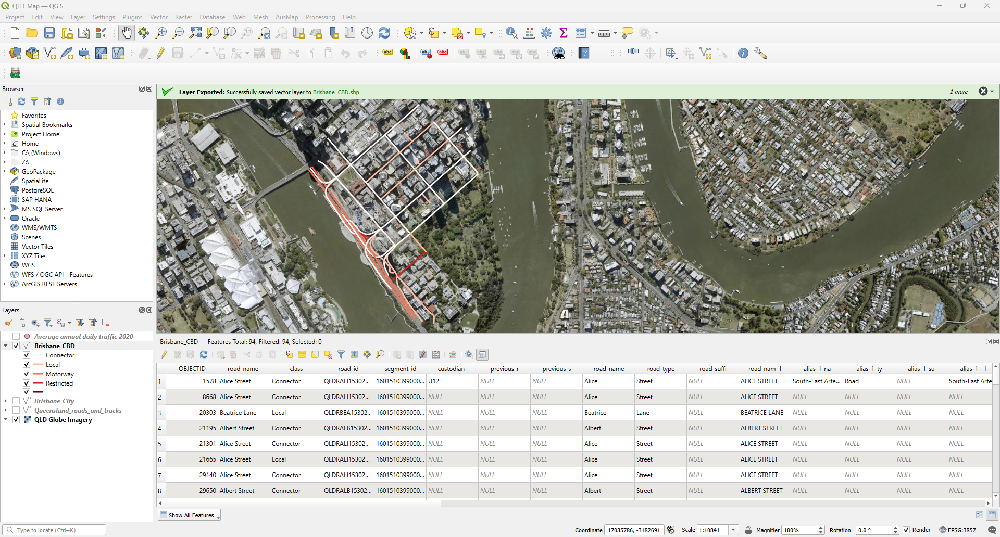 QLD_Map — QGIS
Project Edit View Layer Settings Plugins Vector Raster Database Web Mesh AusMap Processing Help
Browser
Layer Exported: Successfully saved vector layer to Brisbane_CBD.shp
1 more
Favorites
Spatial Bookmarks
Project Home
Home
C:\ (Windows)
Z:\
GeoPackage
SpatiaLite
PostgreSQL
SAP HANA
MS SQL Server
Oracle
WMS/WMTS
Scenes
Vector Tiles
XYZ Tiles
WCS
WFS / OGC API - Features
ArcGIS REST Servers
Layers
Average annual daily traffic 2020
Brisbane_CBD
Connector
Local
Motorway
Restricted
Brisbane_City
Queensland_roads_and_tracks
QLD Globe Imagery
Brisbane_CBD — Features Total: 94, Filtered: 94, Selected: 0
OBJECTID road_name_ class road_id segment_id custodian_ previous_r previous_s road_name road_type road_suffi road_nam_1 alias_1_na alias_1_ty alias_1_su alias_1__1
1 1578 Alice Street Connector QLDRALI15302... 1601510399000... U12 NULL NULL Alice Street NULL ALICE STREET South-East Arte... Road NULL South-East Arte
2 8668 Alice Street Connector QLDRALI15302... 1601510399000... NULL NULL NULL Alice Street NULL ALICE STREET NULL NULL NULL NULL
3 20303 Beatrice Lane Local QLDRBEA15302... 1601510399000... NULL NULL NULL Beatrice Lane NULL BEATRICE LANE NULL NULL NULL NULL
4 21195 Albert Street Connector QLDRALB15302... 1601510399000... NULL NULL NULL Albert Street NULL ALBERT STREET NULL NULL NULL NULL
5 21301 Alice Street Connector QLDRALI15302... 1601510399000... NULL NULL NULL Alice Street NULL ALICE STREET NULL NULL NULL NULL
6 21665 Alice Street Local QLDRALI15302... 1601510399000... NULL NULL NULL Alice Street NULL ALICE STREET NULL NULL NULL NULL
7 29140 Alice Street Connector QLDRALI15302... 1601510399000... NULL NULL NULL Alice Street NULL ALICE STREET NULL NULL NULL NULL
8 29650 Albert Street Connector QLDRALB15302... 1601510399000... NULL NULL NULL Albert Street NULL ALBERT STREET NULL NULL NULL NULL
Show All Features
Type to locate (Ctrl+K)
Coordinate 17035786, -3182691 Scale 1:10841 Magnifier 100% Rotation 0.0 ° Render EPSG:3857